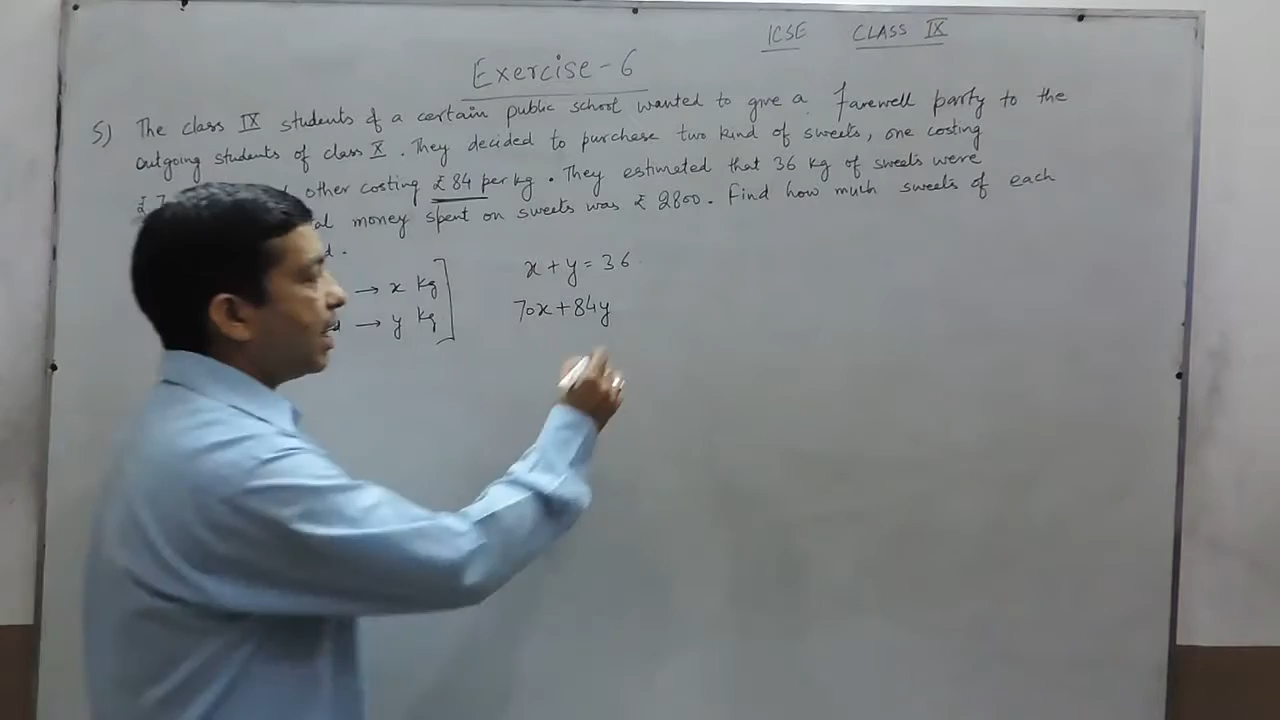 ICSE CLASS IX
Exercise-6
5) The class IX students of a certain public school wanted to give a farewell party to the
outgoing students of class X. They decided to purchase two kind of sweets, one costing
₹7 other costing ₹84 per kg. They estimated that 36 kg of sweets were
al money spent on sweets was ₹2800. Find how much sweets of each
d.
→ x kg
→ y kg
x+y=36
70x+84y